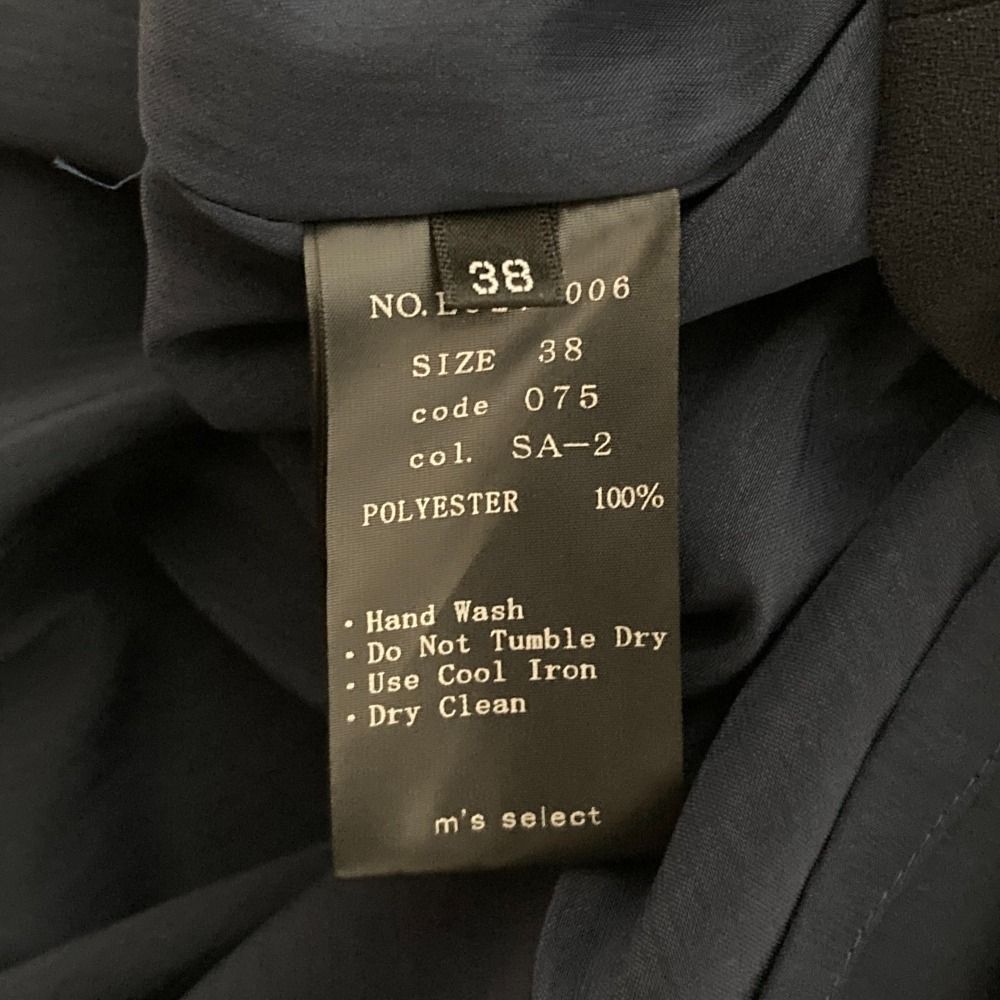 38
NO. 006
SIZE 38
code 075
col. SA-2
POLYESTER 100%
• Hand Wash
• Do Not Tumble Dry
• Use Cool Iron
• Dry Clean
m's select